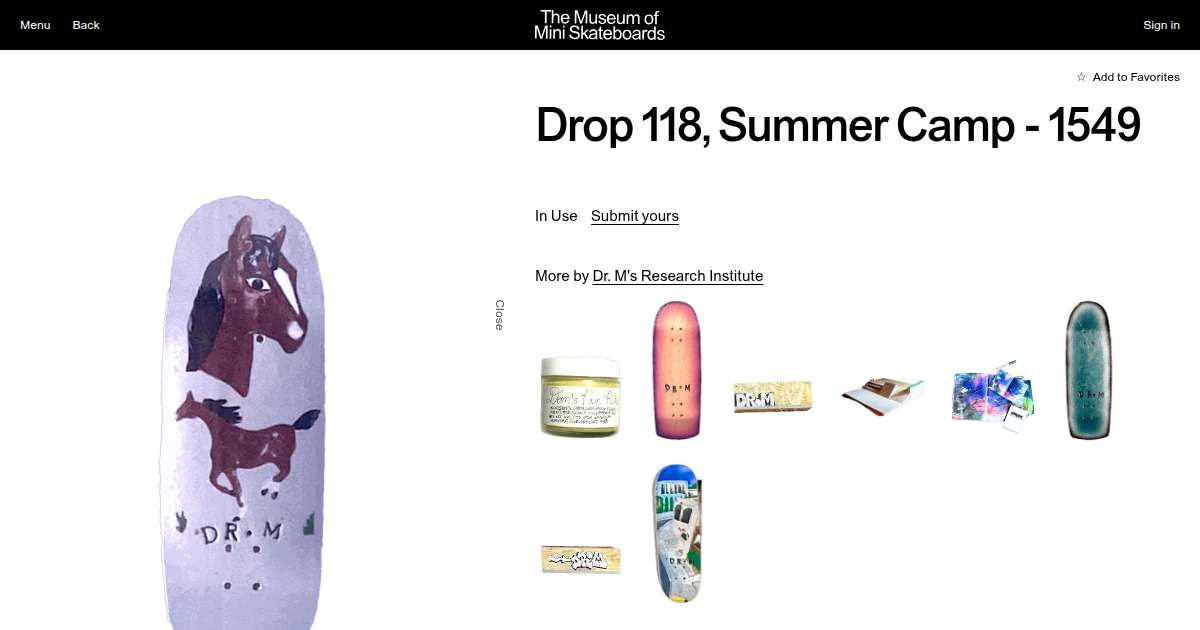 Menu
Back
The Museum of
Mini Skateboards
Sign in
☆ Add to Favorites
Drop 118, Summer Camp - 1549
In Use
Submit yours
More by Dr. M's Research Institute
Close
DR•M
DR•M
DR•M
DR•M